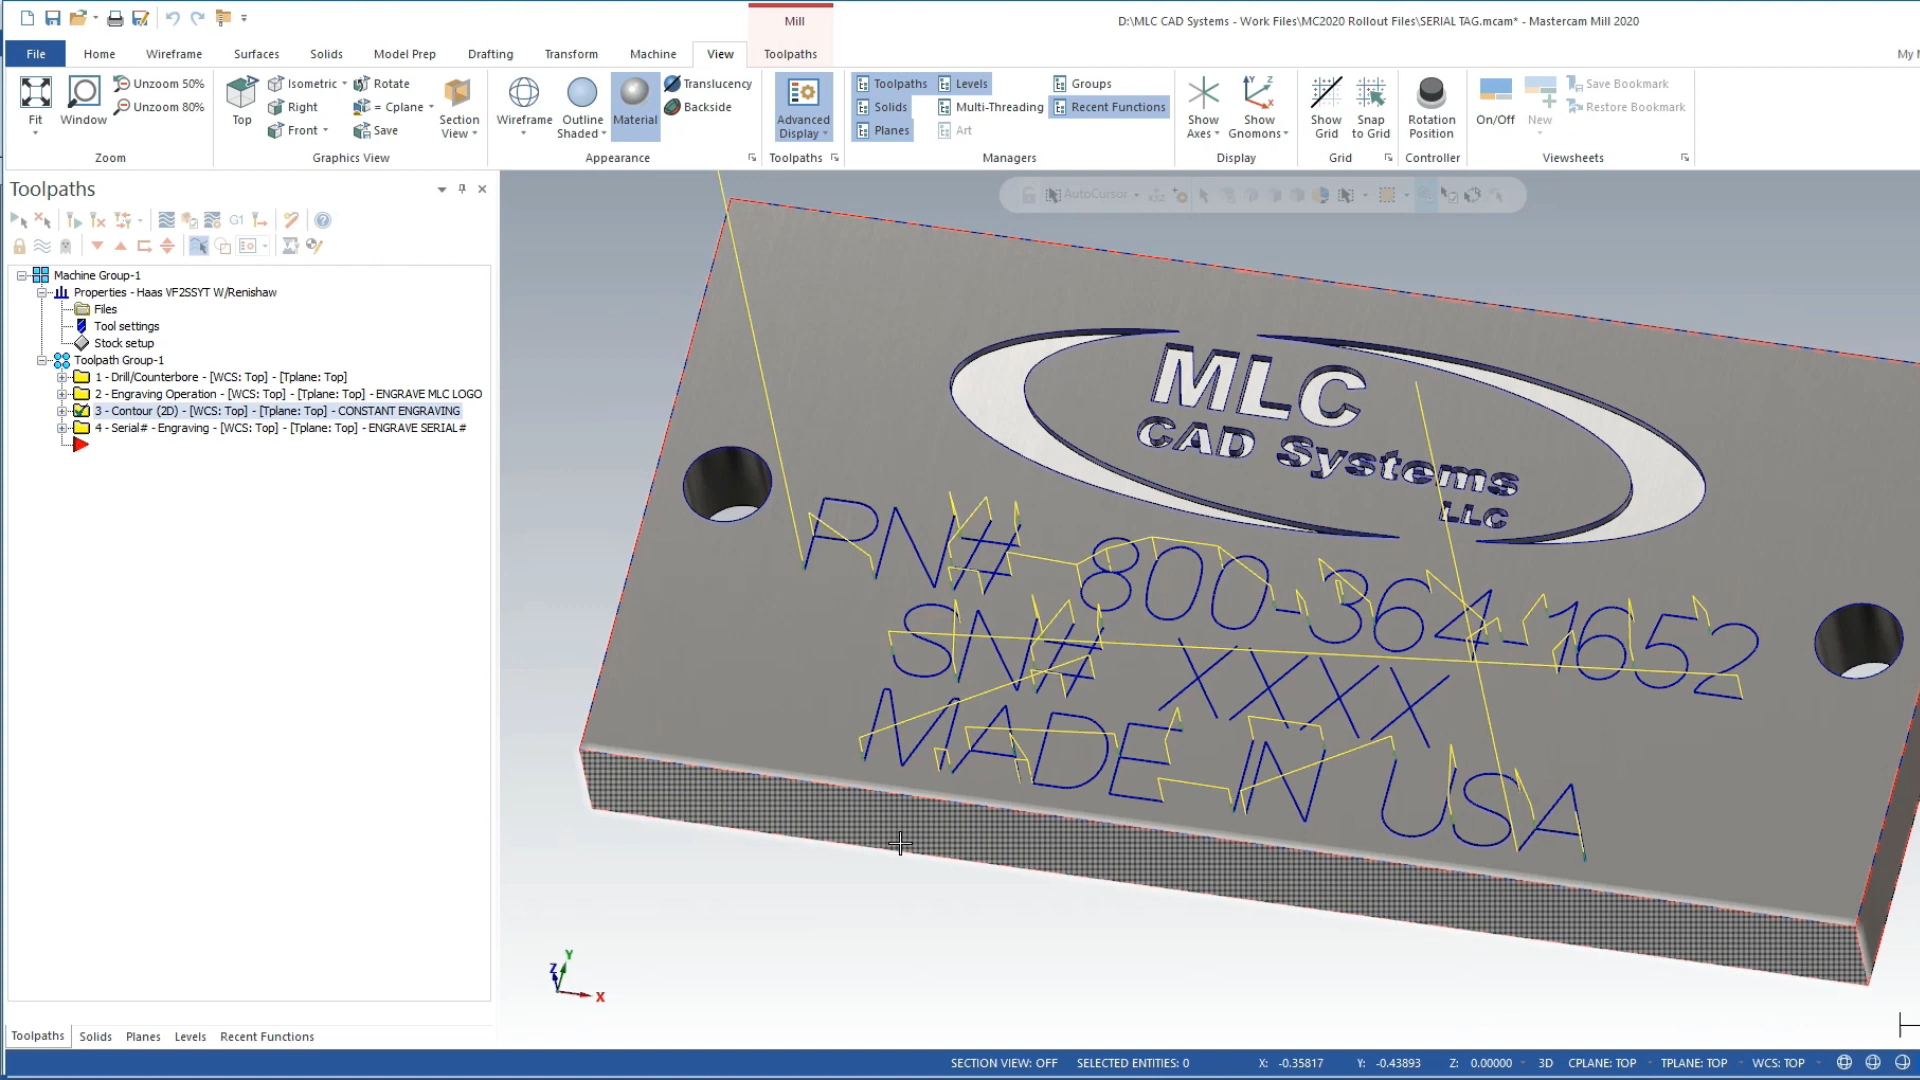 Mill
D:\MLC CAD Systems - Work Files\MC2020 Rollout Files\SERIAL TAG.mcam* - Mastercam Mill 2020
File Home Wireframe Surfaces Solids Model Prep Drafting Transform Machine View Toolpaths
Fit
Window
Unzoom 50%
Unzoom 80%
Zoom
Top
Isometric
Right
Front
Rotate
= Cplane
Save
Section View
Graphics View
Wireframe
Outline Shaded
Material
Translucency
Backside
Appearance
Advanced Display
Toolpaths
Toolpaths
Solids
Planes
Levels
Multi-Threading
Art
Groups
Recent Functions
Managers
Show Axes
Show Gnomons
Display
Show Grid
Snap to Grid
Grid
Rotation Position
Controller
On/Off
New
Save Bookmark
Restore Bookmark
Viewsheets
Toolpaths
G1
Machine Group-1
Properties - Haas VF2SSYT W/Renishaw
Files
Tool settings
Stock setup
Toolpath Group-1
1 - Drill/Counterbore - [WCS: Top] - [Tplane: Top]
2 - Engraving Operation - [WCS: Top] - [Tplane: Top] - ENGRAVE MLC LOGO
3 - Contour (2D) - [WCS: Top] - [Tplane: Top] - CONSTANT ENGRAVING
4 - Serial# - Engraving - [WCS: Top] - [Tplane: Top] - ENGRAVE SERIAL#
AutoCursor
MLC
CAD Systems
LLC
PN# 800-364-1652
SN# XXXX
MADE IN USA
Z Y X
Toolpaths Solids Planes Levels Recent Functions
SECTION VIEW: OFF SELECTED ENTITIES: 0 X: -0.35817 Y: -0.43893 Z: 0.00000 3D CPLANE: TOP TPLANE: TOP WCS: TOP